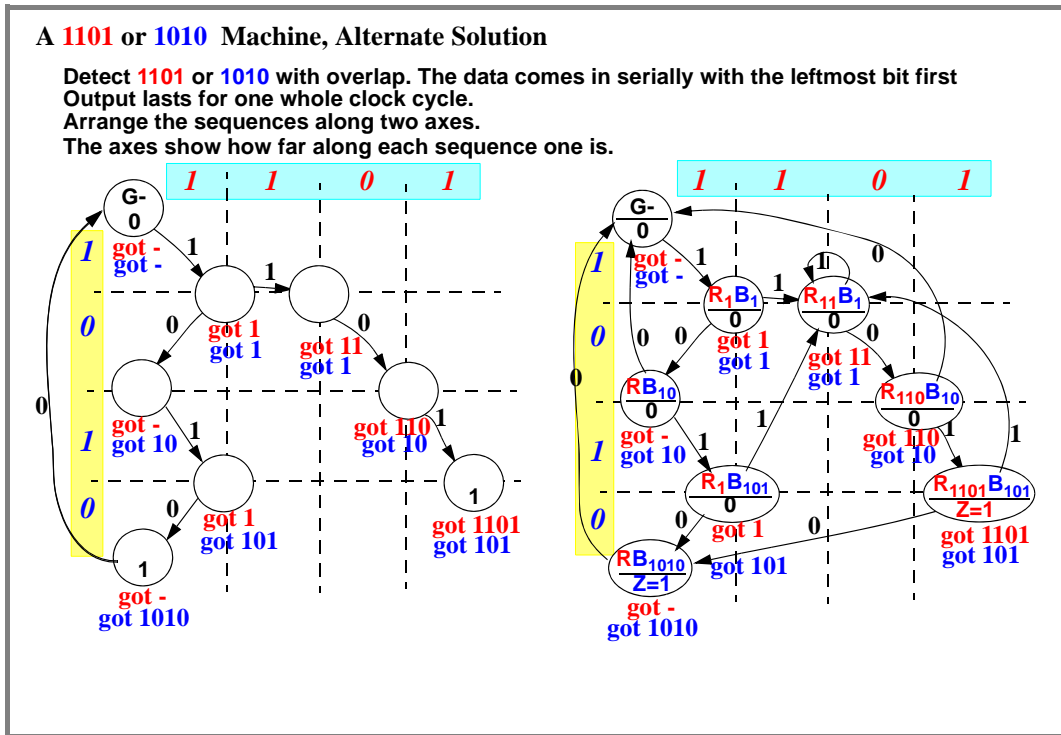 A 1101 or 1010 Machine, Alternate Solution
Detect 1101 or 1010 with overlap. The data comes in serially with the leftmost bit first
Output lasts for one whole clock cycle.
Arrange the sequences along two axes.
The axes show how far along each sequence one is.
1 1 0 1
G-
0
got -
got -
1
0
1
0
1
1
got 1
got 1
0
0
got 11
got 1
got -
got 10
1
got 110
got 10
1
0
0
got 1
got 101
1
got 1101
got 101
1
got -
got 1010
1 1 0 1
G-
0
got -
got -
1
0
1
0
1
0
R1B1
0
got 1
got 1
1
1
R11B1
0
got 11
got 1
0
0
0
0
RB10
0
got -
got 10
1
1
R110B10
0
got 110
got 10
1
1
R1B101
0
got 1
got 101
0
0
R1101B101
Z=1
got 1101
got 101
RB1010
Z=1
got -
got 1010